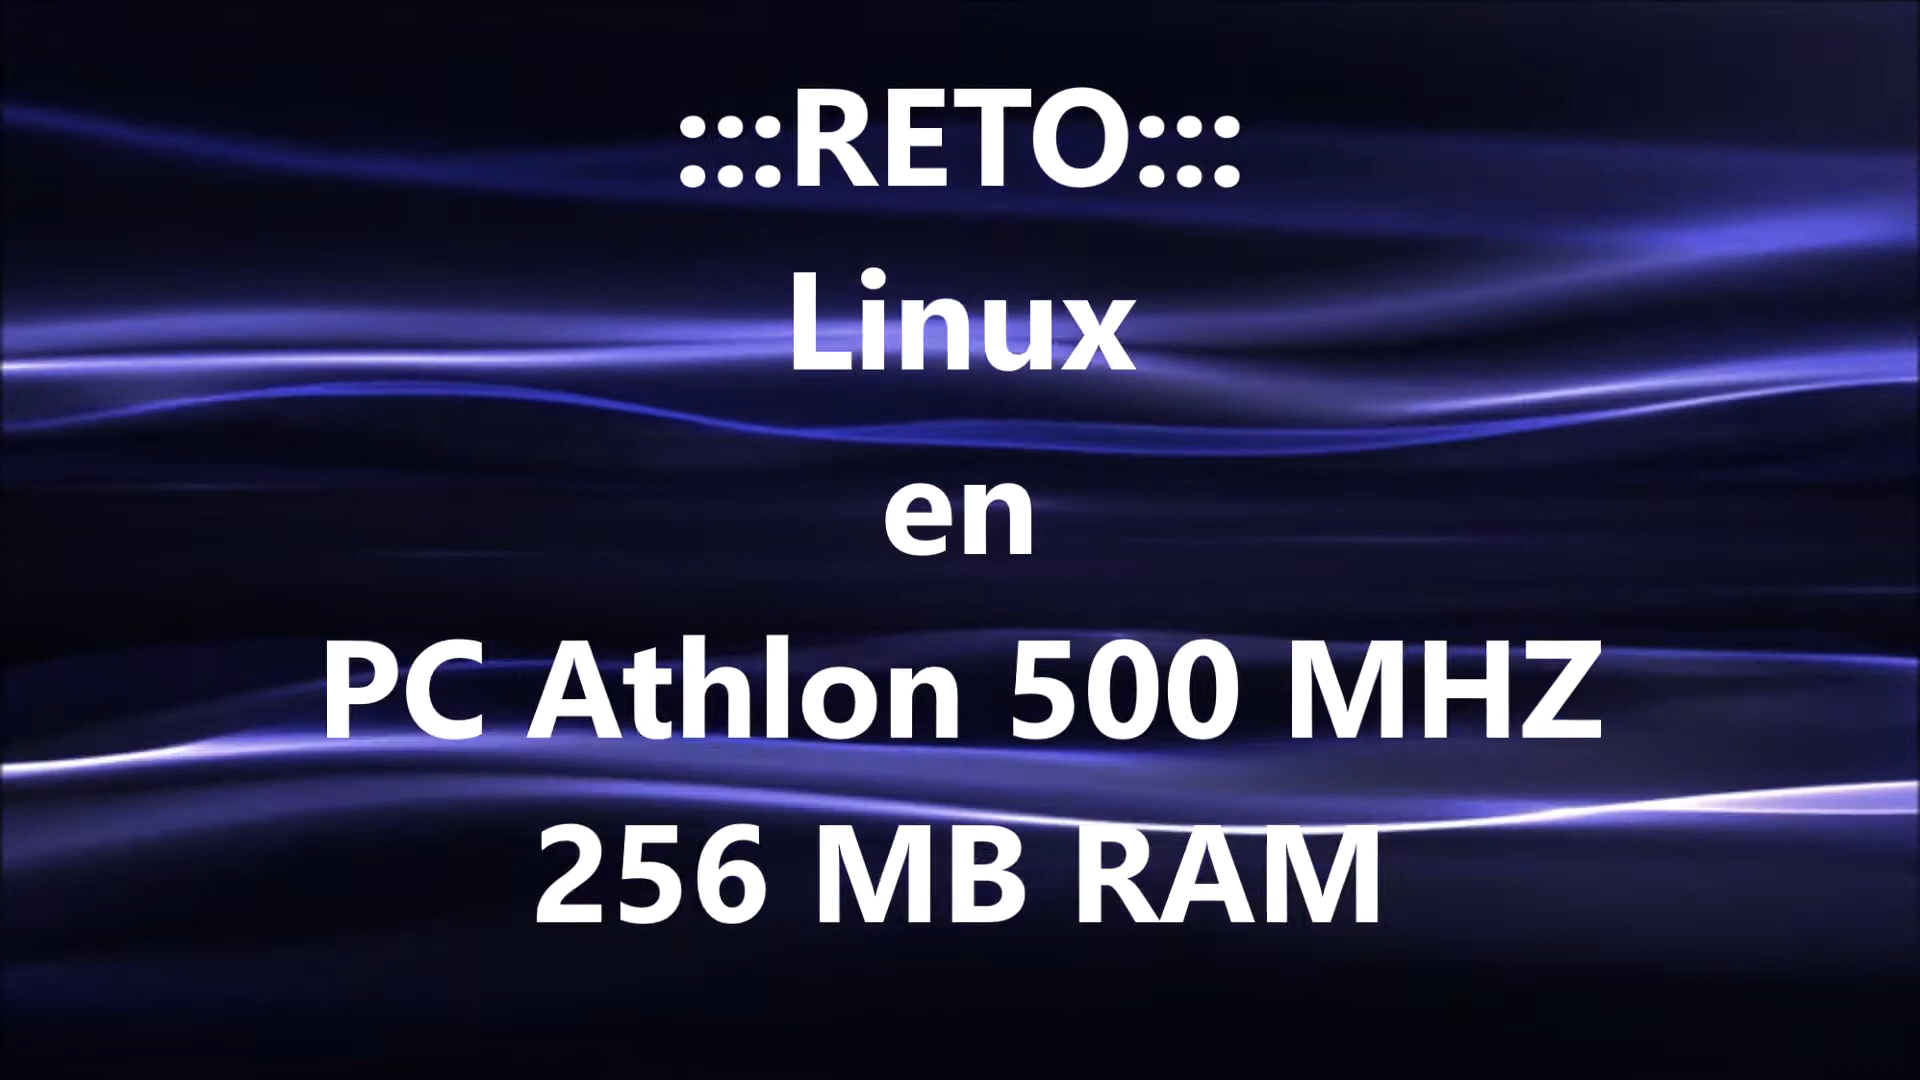 :::RETO:::
Linux
en
PC Athlon 500 MHZ
256 MB RAM